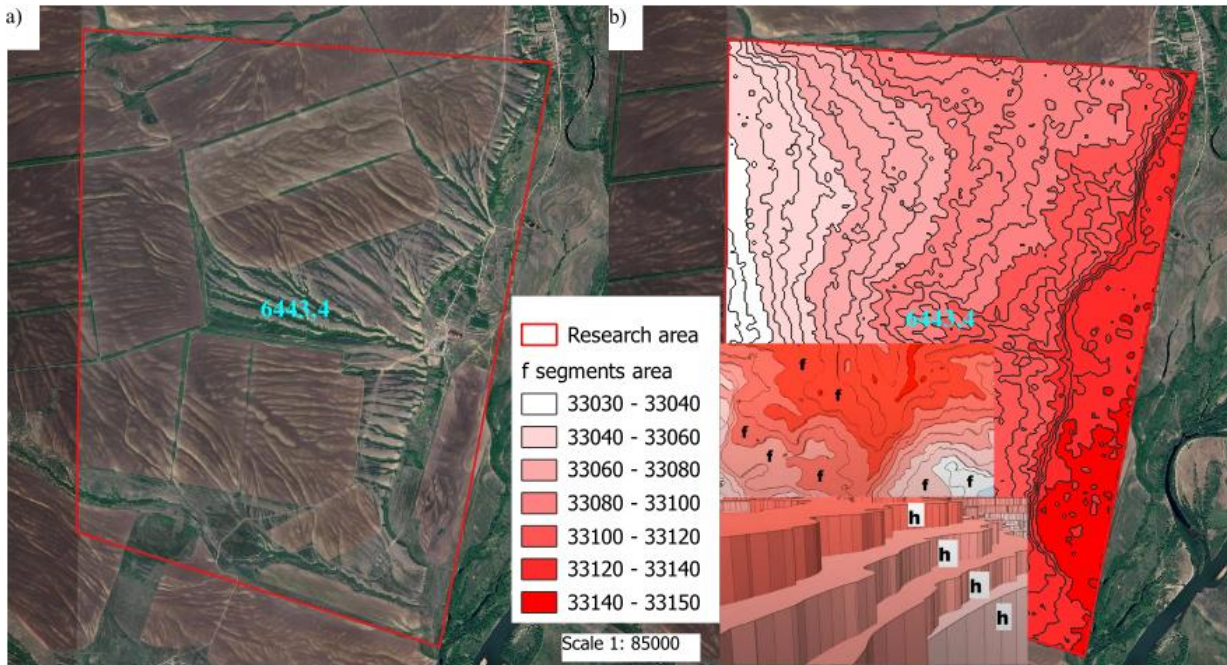 a)
b)
6443,4
6443,4
Research area
f segments area
33030 - 33040
33040 - 33060
33060 - 33080
33080 - 33100
33100 - 33120
33120 - 33140
33140 - 33150
Scale 1: 85000
f
f
f
f
f
f
f
h
h
h
h